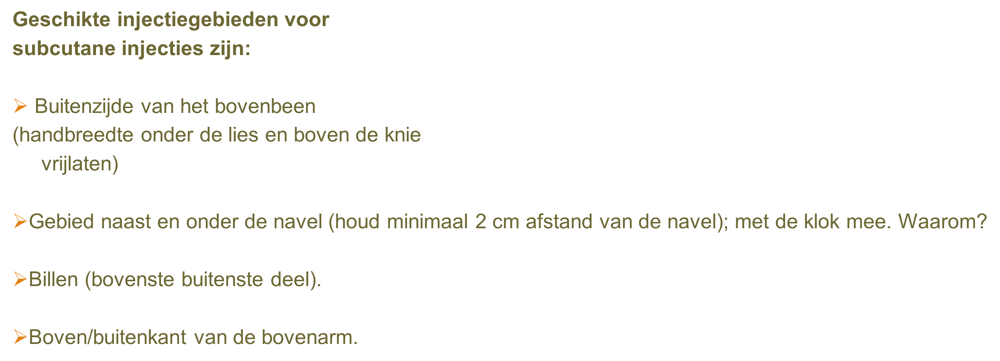 Geschikte injectiegebieden voor
subcutane injecties zijn:
➢ Buitenzijde van het bovenbeen
(handbreedte onder de lies en boven de knie
vrijlaten)
➢Gebied naast en onder de navel (houd minimaal 2 cm afstand van de navel); met de klok mee. Waarom?
➢Billen (bovenste buitenste deel).
➢Boven/buitenkant van de bovenarm.